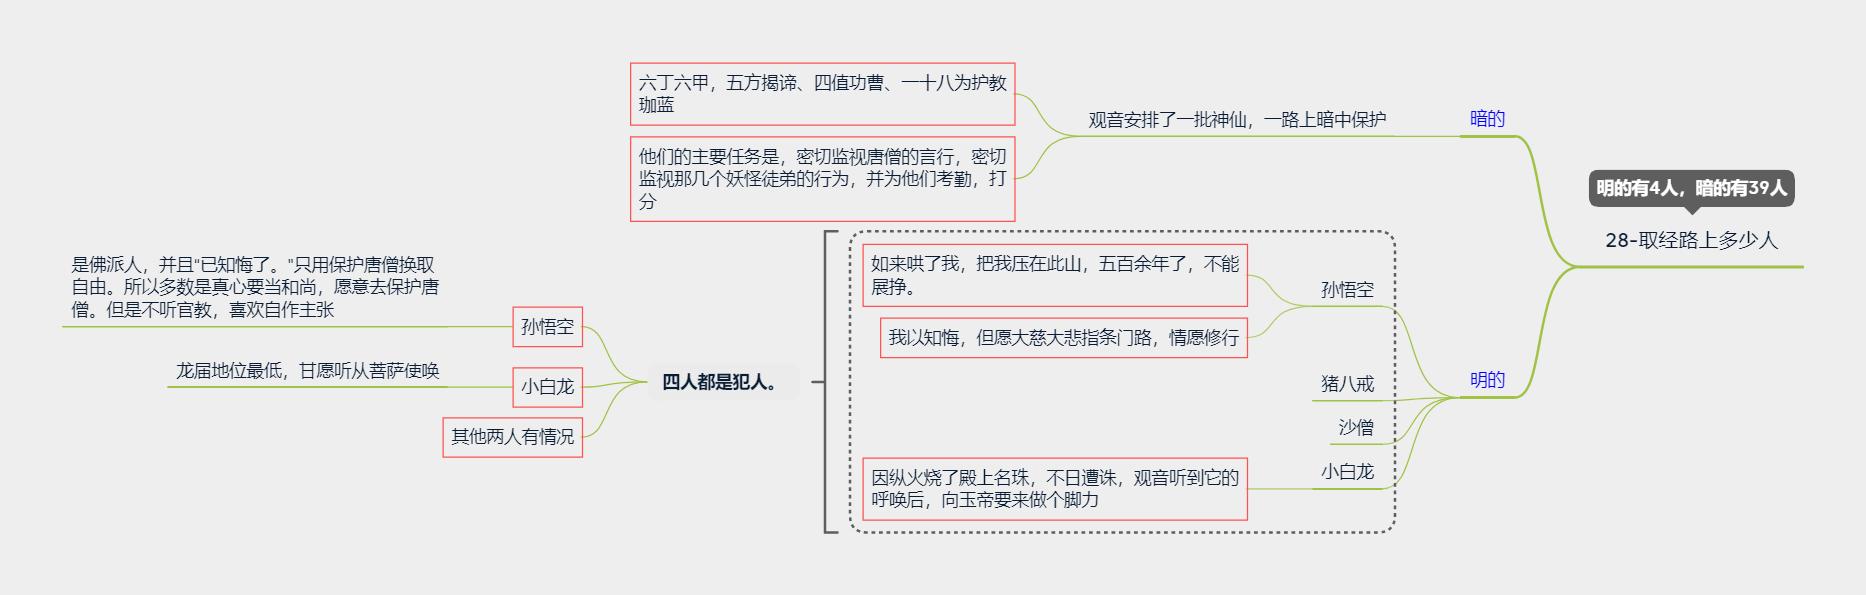 明的有4人，暗的有39人
28-取经路上多少人
暗的
观音安排了一批神仙，一路上暗中保护
六丁六甲，五方揭谛、四值功曹、一十八为护教
珈蓝
他们的主要任务是，密切监视唐僧的言行，密切
监视那几个妖怪徒弟的行为，并为他们考勤，打
分
明的
孙悟空
如来哄了我，把我压在此山，五百余年了，不能
展挣。
我以知悔，但愿大慈大悲指条门路，情愿修行
猪八戒
沙僧
小白龙
因纵火烧了殿上名珠，不日遭诛，观音听到它的
呼唤后，向玉帝要来做个脚力
四人都是犯人。
孙悟空
是佛派人，并且"已知悔了。"只用保护唐僧换取
自由。所以多数是真心要当和尚，愿意去保护唐
僧。但是不听官教，喜欢自作主张
小白龙
龙届地位最低，甘愿听从菩萨使唤
其他两人有情况